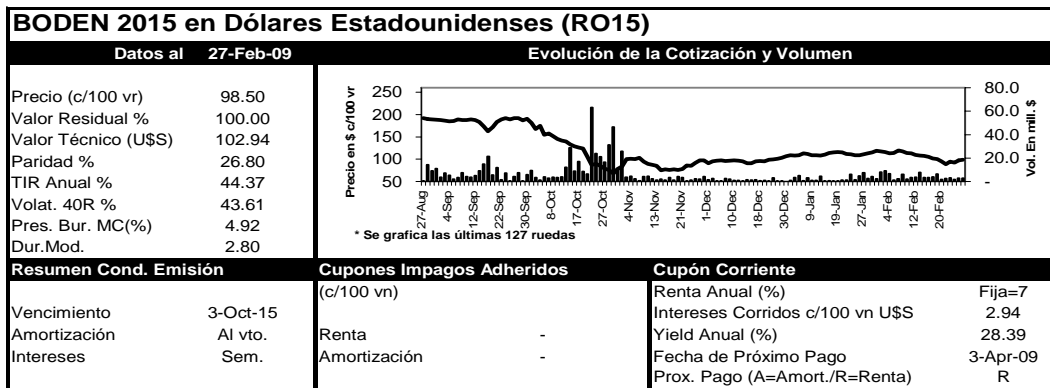 BODEN 2015 en Dólares Estadounidenses (RO15)
Datos al 27-Feb-09
Evolución de la Cotización y Volumen
Precio (c/100 vr) 98.50
Valor Residual % 100.00
Valor Técnico (U$S) 102.94
Paridad % 26.80
TIR Anual % 44.37
Volat. 40R % 43.61
Pres. Bur. MC(%) 4.92
Dur.Mod. 2.80
Precio en $ c/100 vr
250
200
150
100
50
80.0
60.0
40.0
20.0
-
Vol. En mill. $
27-Aug
4-Sep
12-Sep
22-Sep
30-Sep
8-Oct
17-Oct
27-Oct
4-Nov
13-Nov
21-Nov
1-Dec
10-Dec
18-Dec
30-Dec
9-Jan
19-Jan
27-Jan
4-Feb
12-Feb
20-Feb
* Se grafica las últimas 127 ruedas
Resumen Cond. Emisión
Vencimiento 3-Oct-15
Amortización Al vto.
Intereses Sem.
Cupones Impagos Adheridos
(c/100 vn)
Renta -
Amortización -
Cupón Corriente
Renta Anual (%) Fija=7
Intereses Corridos c/100 vn U$S 2.94
Yield Anual (%) 28.39
Fecha de Próximo Pago 3-Apr-09
Prox. Pago (A=Amort./R=Renta) R